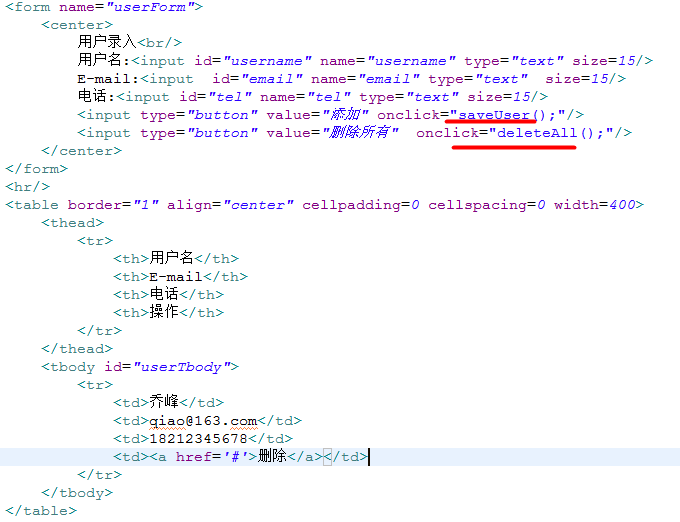 <form name="userForm">
<center>
用户录入<br/>
用户名:<input id="username" name="username" type="text" size=15/>
E-mail:<input  id="email" name="email" type="text"  size=15/>
电话:<input id="tel" name="tel" type="text" size=15/>
<input type="button" value="添加" onclick="saveUser();"/>
<input type="button" value="删除所有"  onclick="deleteAll();"/>
</center>
</form>
<hr/>
<table border="1" align="center" cellpadding=0 cellspacing=0 width=400>
<thead>
<tr>
<th>用户名</th>
<th>E-mail</th>
<th>电话</th>
<th>操作</th>
</tr>
</thead>
<tbody id="userTbody">
<tr>
<td>乔峰</td>
<td>qiao@163.com</td>
<td>18212345678</td>
<td><a href='#'>删除</a></td>
</tr>
</tbody>
</table>